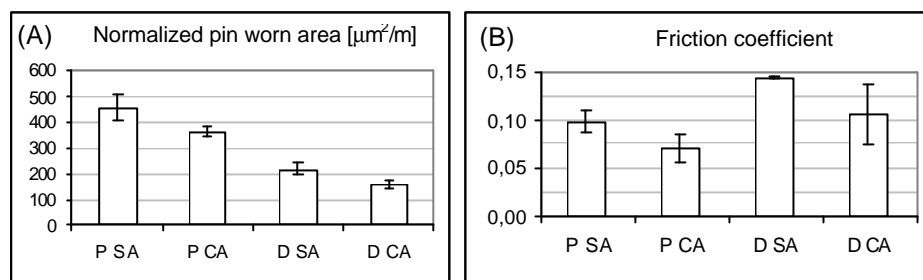 (A) Normalized pin worn area [µm²/m]
600
500
400
300
200
100
0
P SA P CA D SA D CA
(B) Friction coefficient
0,15
0,10
0,05
0,00
P SA P CA D SA D CA